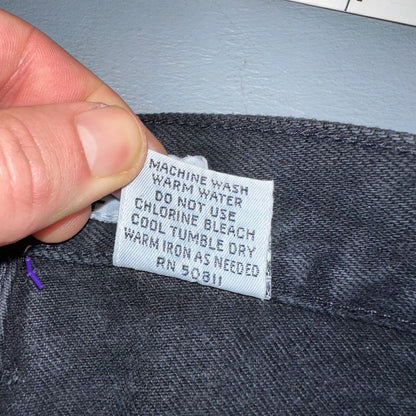 MACHINE WASH
WARM WATER
DO NOT USE
CHLORINE BLEACH
COOL TUMBLE DRY
WARM IRON AS NEEDED
RN 50811